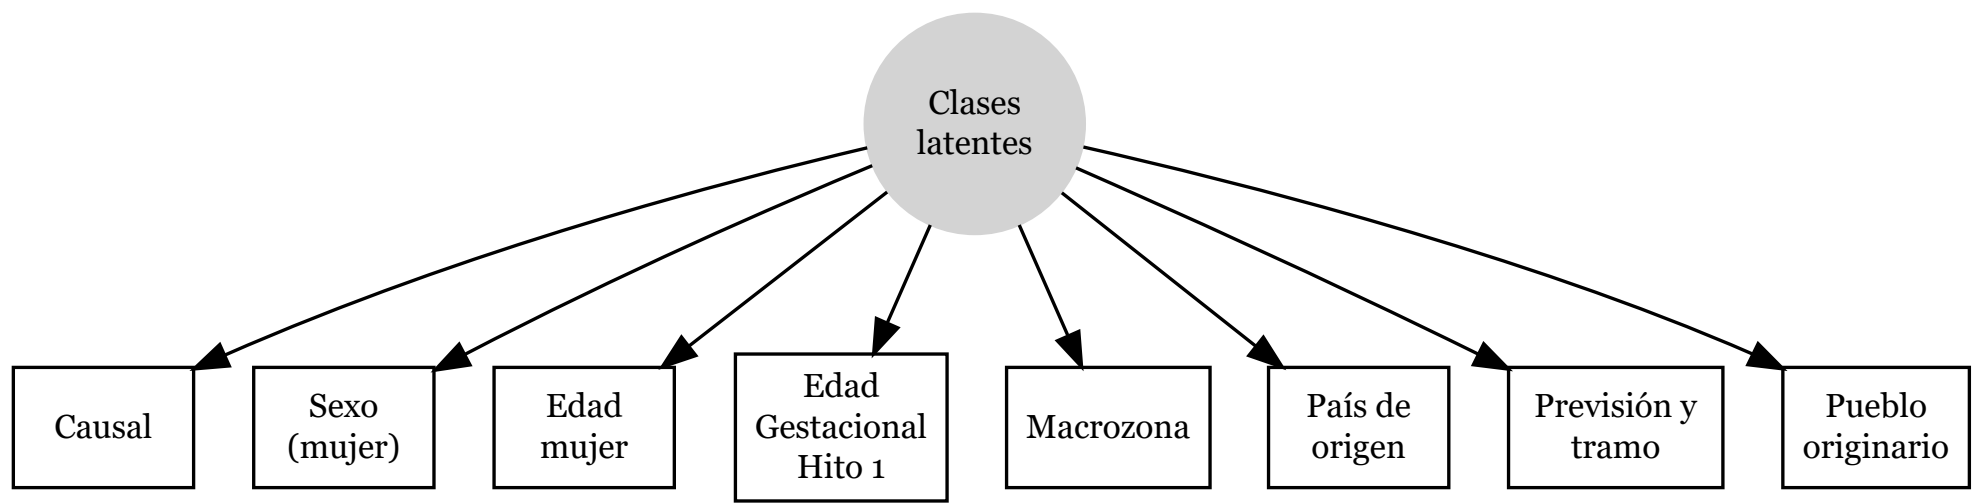 Clases
latentes
Causal
Sexo
(mujer)
Edad
mujer
Edad
Gestacional
Hito 1
Macrozona
País de
origen
Previsión y
tramo
Pueblo
originario